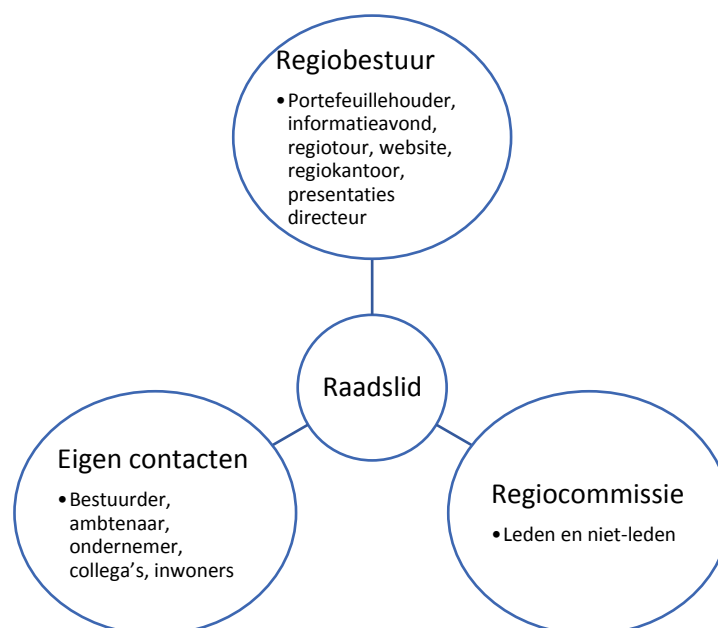 Regiobestuur
•Portefeuillehouder,
informatieavond,
regiotour, website,
regiokantoor,
presentaties
directeur
Raadslid
Eigen contacten
•Bestuurder,
ambtenaar,
ondernemer,
collega’s, inwoners
Regiocommissie
•Leden en niet-leden